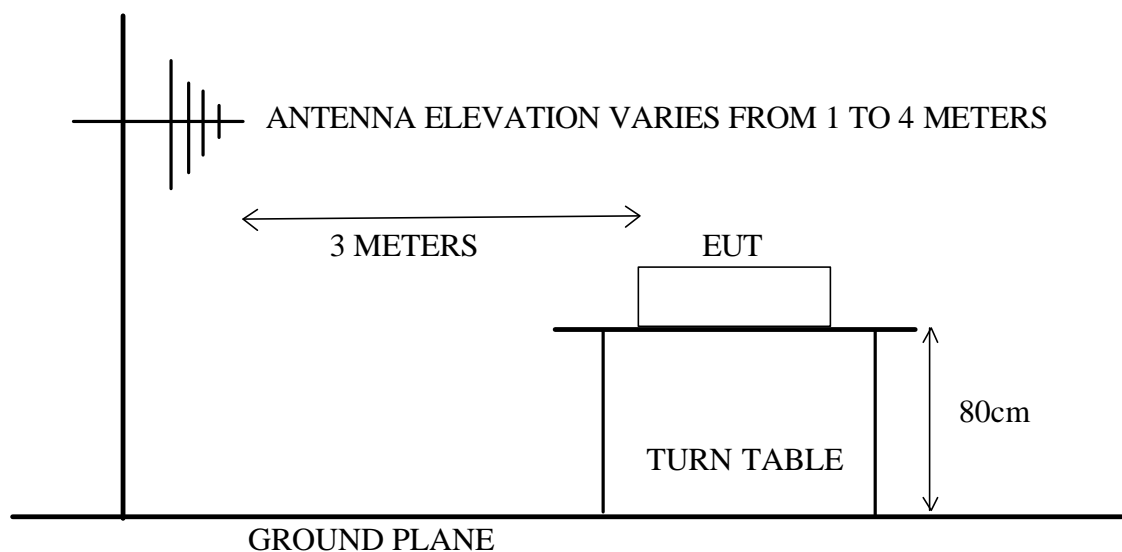 ANTENNA ELEVATION VARIES FROM 1 TO 4 METERS
3 METERS
EUT
80cm
TURN TABLE
GROUND PLANE